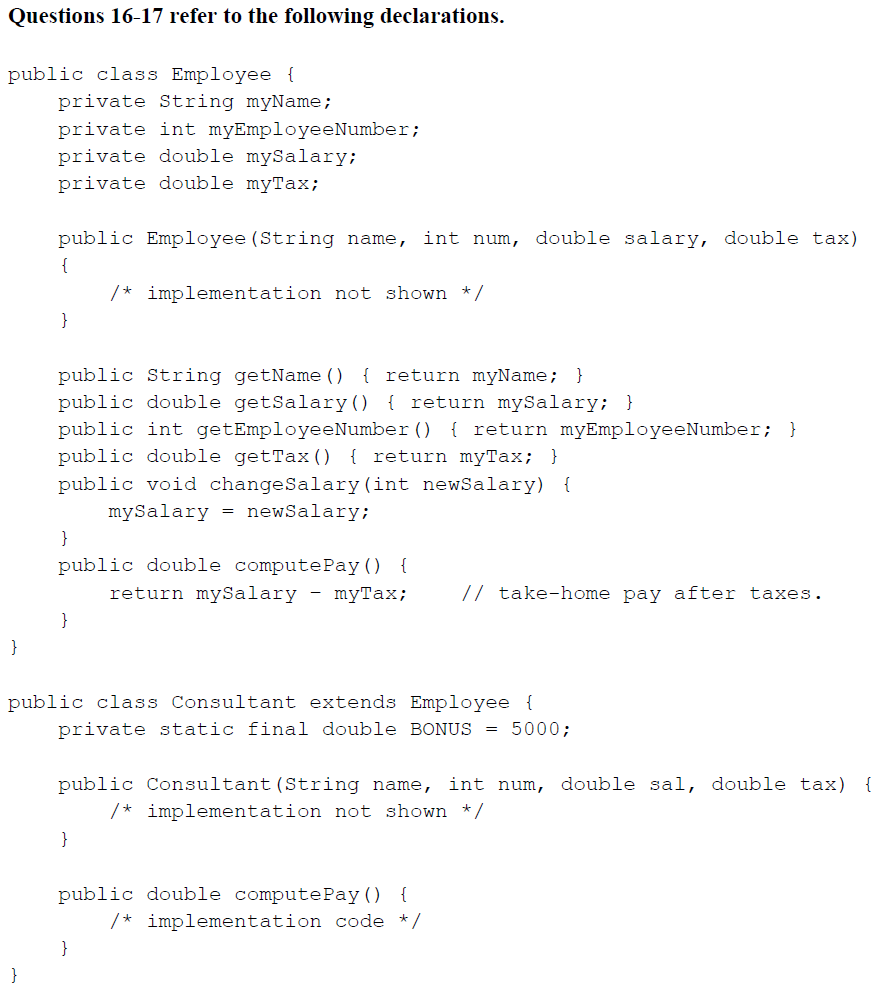 Questions 16-17 refer to the following declarations.
public class Employee {
    private String myName;
    private int myEmployeeNumber;
    private double mySalary;
    private double myTax;
    public Employee(String name, int num, double salary, double tax)
    {
        /* implementation not shown */
    }
    public String getName() { return myName; }
    public double getSalary() { return mySalary; }
    public int getEmployeeNumber() { return myEmployeeNumber; }
    public double getTax() { return myTax; }
    public void changeSalary(int newSalary) {
        mySalary = newSalary;
    }
    public double computePay() {
        return mySalary – myTax;    // take-home pay after taxes.
    }
}
public class Consultant extends Employee {
    private static final double BONUS = 5000;
    public Consultant(String name, int num, double sal, double tax) {
        /* implementation not shown */
    }
    public double computePay() {
        /* implementation code */
    }
}